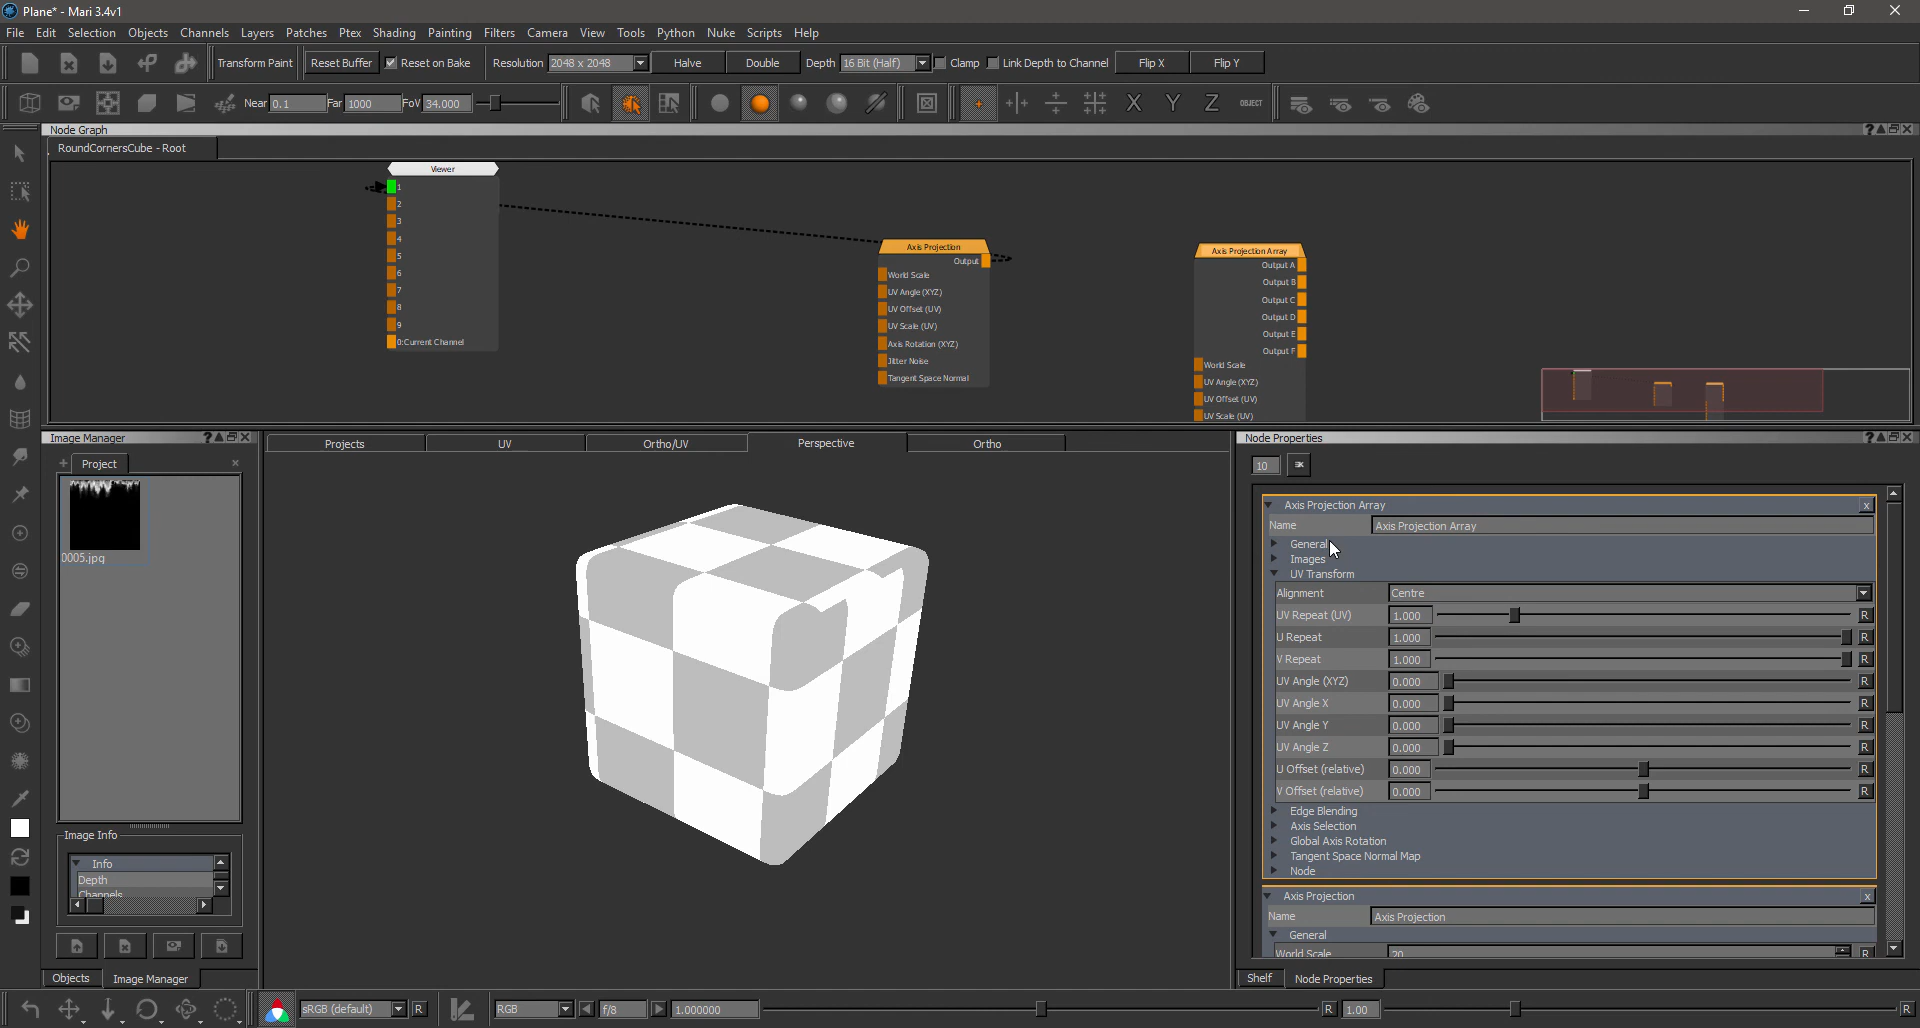 Plane* - Mari 3.4v1
File Edit Selection Objects Channels Layers Patches Ptex Shading Painting Filters Camera View Tools Python Nuke Scripts Help
Transform Paint Reset Buffer Reset on Bake Resolution 2048 x 2048 Halve Double Depth 16 Bit (Half) Clamp Link Depth to Channel Flip X Flip Y
Near 0.1 Far 1000 FoV 34.000 X Y Z OBJECT
Node Graph
RoundCornersCube - Root
Viewer
1
2
3
4
5
6
7
8
9
0:Current Channel
Axis Projection
Output
World Scale
UV Angle (XYZ)
UV Offset (UV)
UV Scale (UV)
Axis Rotation (XYZ)
Jitter Noise
Tangent Space Normal
Axis Projection Array
Output A
Output B
Output C
Output D
Output E
Output F
World Scale
UV Angle (XYZ)
UV Offset (UV)
UV Scale (UV)
Image Manager
Project
0005.jpg
Image Info
Info
Depth
Channels
Objects Image Manager
Projects UV Ortho/UV Perspective Ortho
Node Properties
10
Axis Projection Array x
Name Axis Projection Array
General
Images
UV Transform
Alignment Centre
UV Repeat (UV) 1.000 R
U Repeat 1.000 R
V Repeat 1.000 R
UV Angle (XYZ) 0.000 R
UV Angle X 0.000 R
UV Angle Y 0.000 R
UV Angle Z 0.000 R
U Offset (relative) 0.000 R
V Offset (relative) 0.000 R
Edge Blending
Axis Selection
Global Axis Rotation
Tangent Space Normal Map
Node
Axis Projection x
Name Axis Projection
General
World Scale 20 R
Shelf Node Properties
sRGB (default) R RGB f/8 1.000000 R 1.00 R